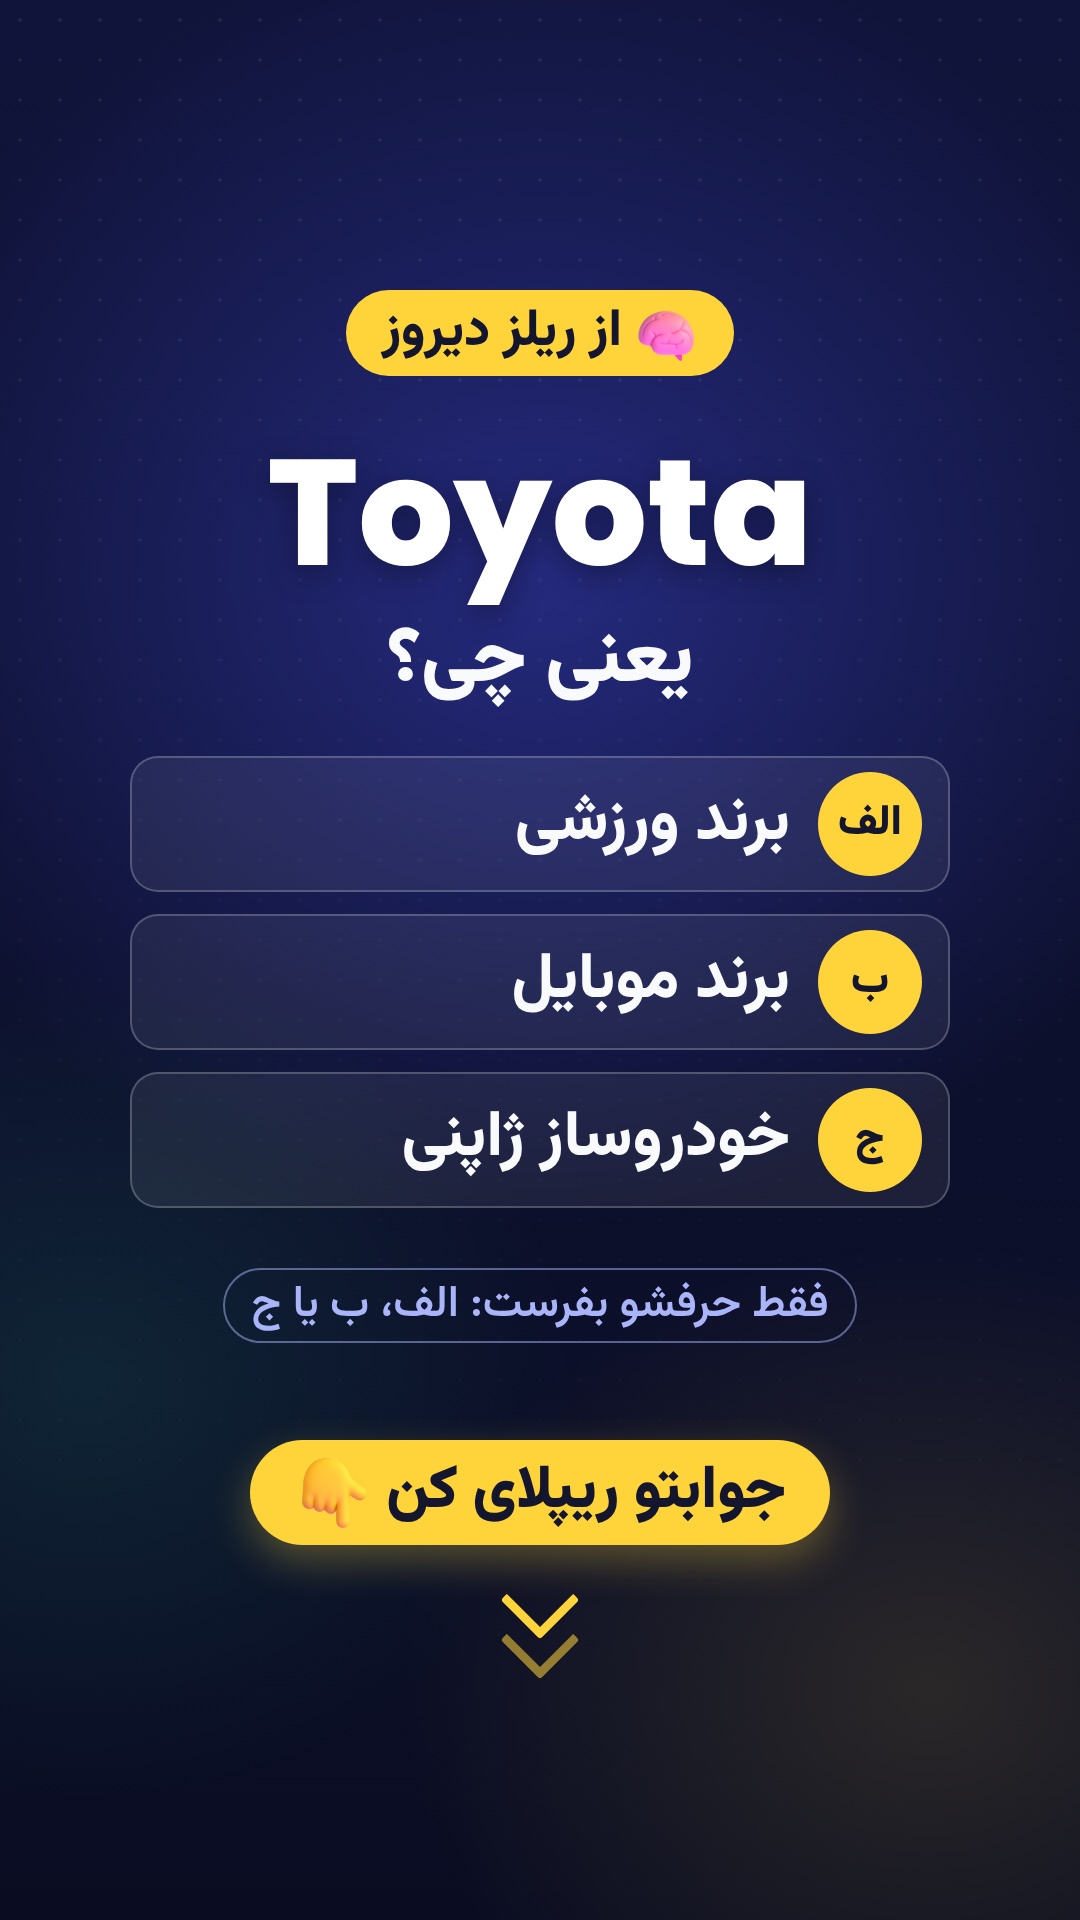 🧠 از ریلز دیروز
Toyota
یعنی چی؟
الف برند ورزشی
ب برند موبایل
ج خودروساز ژاپنی
فقط حرفشو بفرست: الف، ب یا ج
جوابتو ریپلای کن 👇